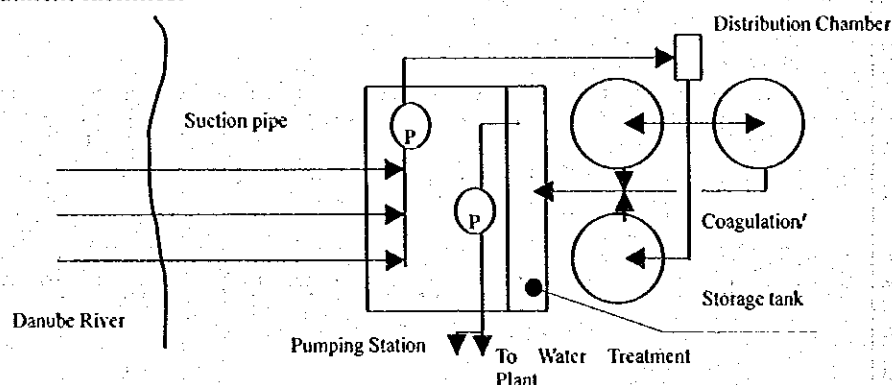 Distribution Chamber
Suction pipe
P
P
Coagulation/
Storage tank
Danube River
Pumping Station
To Water Treatment
Plant